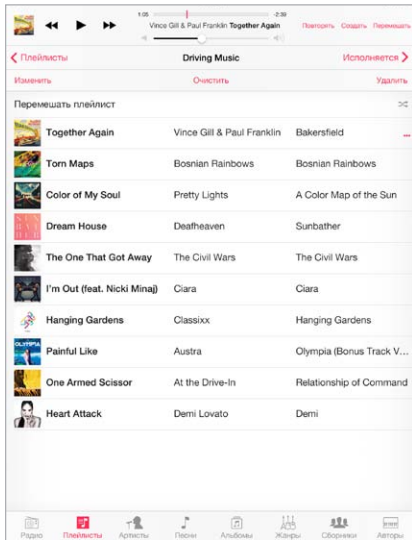 1:05 -2:39
Vince Gill & Paul Franklin Together Again
Повторять Создать Перемешать
Плейлисты Driving Music Исполняется
Изменить Очистить Удалить
Перемешать плейлист
Together Again Vince Gill & Paul Franklin Bakersfield
Torn Maps Bosnian Rainbows Bosnian Rainbows
Color of My Soul Pretty Lights A Color Map of the Sun
Dream House Deafheaven Sunbather
The One That Got Away The Civil Wars The Civil Wars
I'm Out (feat. Nicki Minaj) Ciara Ciara
Hanging Gardens Classixx Hanging Gardens
OLYMPIA
Painful Like Austra Olympia (Bonus Track V...
One Armed Scissor At the Drive-In Relationship of Command
Heart Attack Demi Lovato Demi
Радио Плейлисты Артисты Песни Альбомы Жанры Сборники Авторы